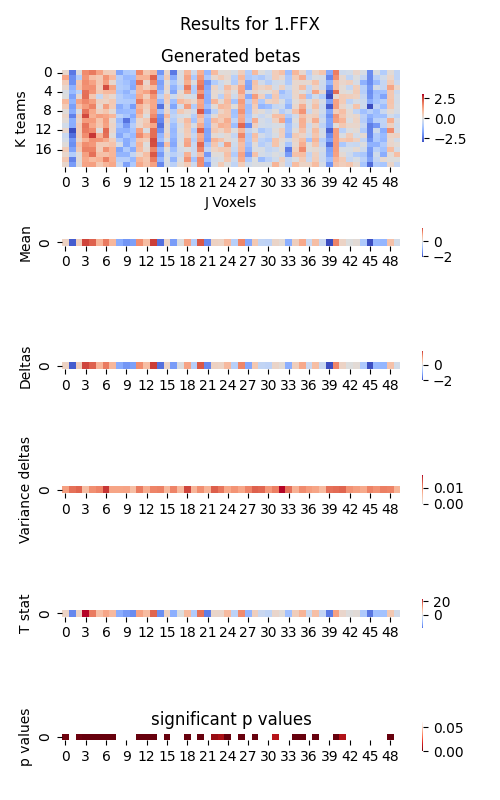 Results for 1.FFX
Generated betas
K teams
0
4
8
12
16
0 3 6 9 12 15 18 21 24 27 30 33 36 39 42 45 48
J Voxels
2.5
0.0
−2.5
Mean
0
0 3 6 9 12 15 18 21 24 27 30 33 36 39 42 45 48
0
−2
Deltas
0
0 3 6 9 12 15 18 21 24 27 30 33 36 39 42 45 48
0
−2
Variance deltas
0
0 3 6 9 12 15 18 21 24 27 30 33 36 39 42 45 48
0.01
0.00
T stat
0
0 3 6 9 12 15 18 21 24 27 30 33 36 39 42 45 48
20
0
significant p values
p values
0
0 3 6 9 12 15 18 21 24 27 30 33 36 39 42 45 48
0.05
0.00